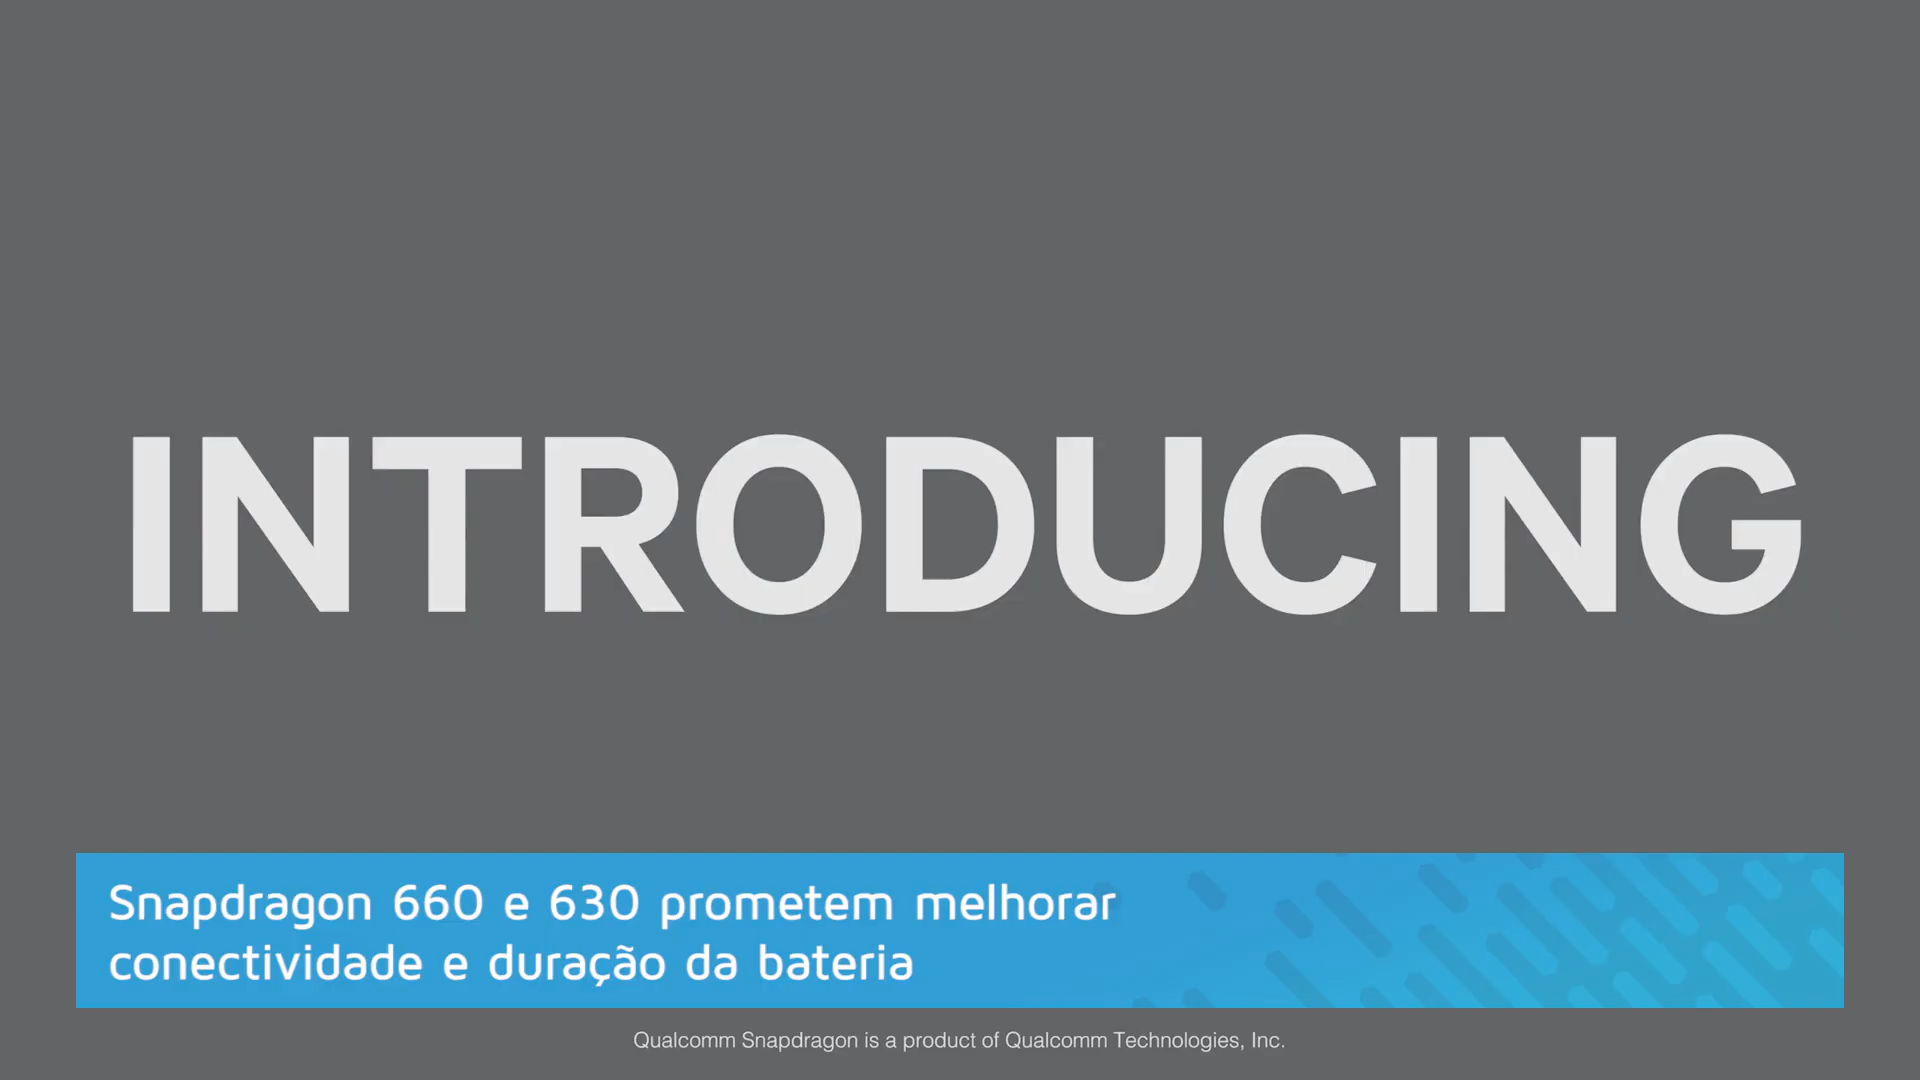 INTRODUCING
Snapdragon 660 e 630 prometem melhorar
conectividade e duração da bateria
Qualcomm Snapdragon is a product of Qualcomm Technologies, Inc.